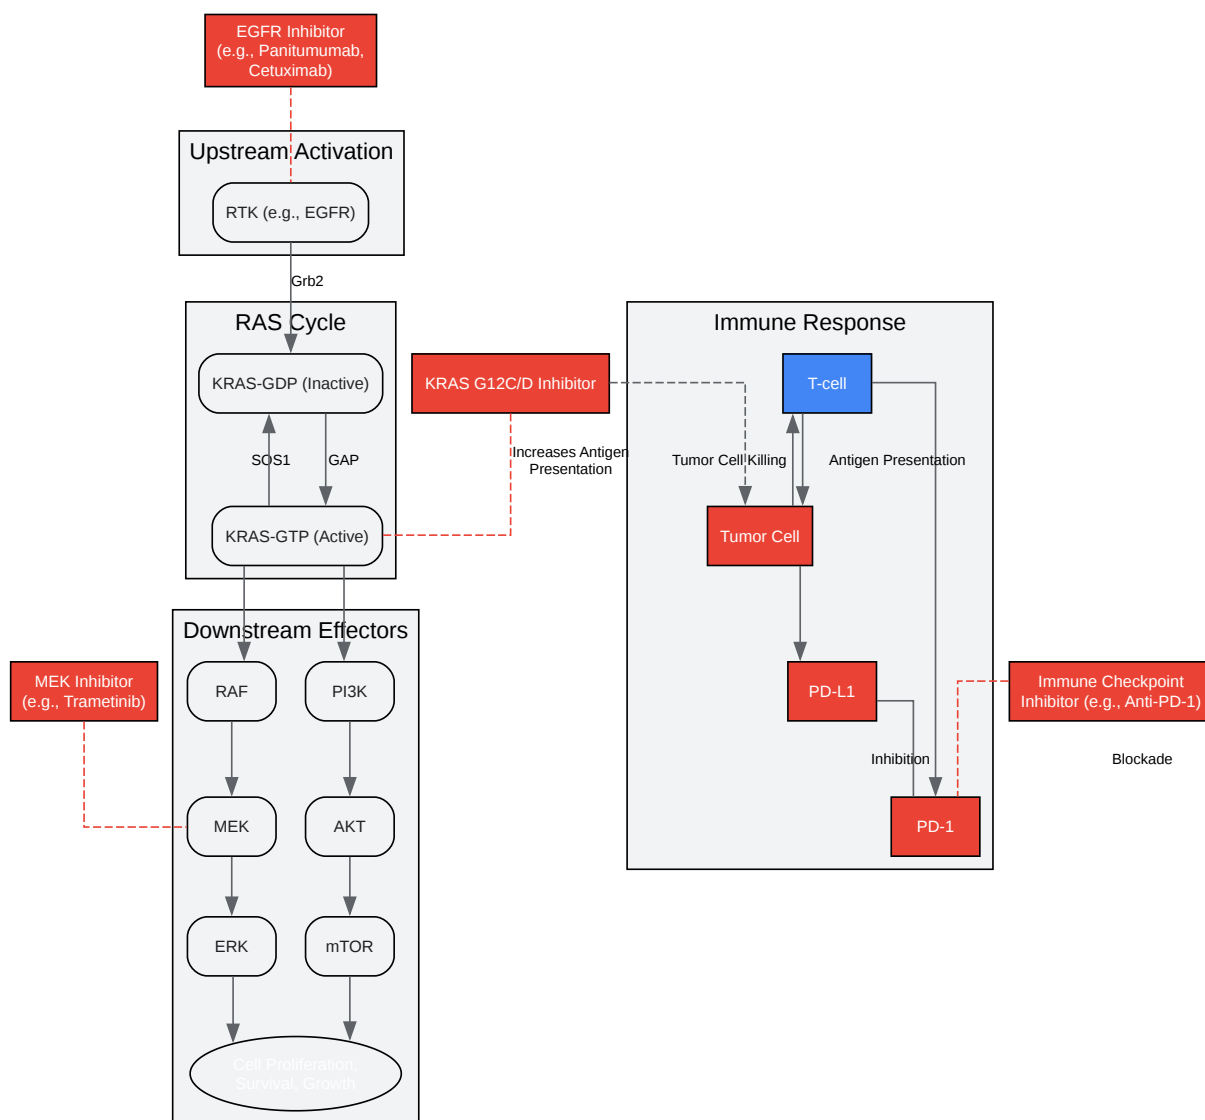 EGFR Inhibitor
(e.g., Panitumumab,
Cetuximab)
Upstream Activation
RTK (e.g., EGFR)
Grb2
RAS Cycle
KRAS-GDP (Inactive)
SOS1
GAP
KRAS-GTP (Active)
KRAS G12C/D Inhibitor
Increases Antigen
Presentation
Immune Response
T-cell
Tumor Cell Killing
Antigen Presentation
Tumor Cell
PD-L1
Inhibition
PD-1
Immune Checkpoint
Inhibitor (e.g., Anti-PD-1)
Blockade
Downstream Effectors
MEK Inhibitor
(e.g., Trametinib)
RAF
PI3K
MEK
AKT
ERK
mTOR
Cell Proliferation,
Survival, Growth